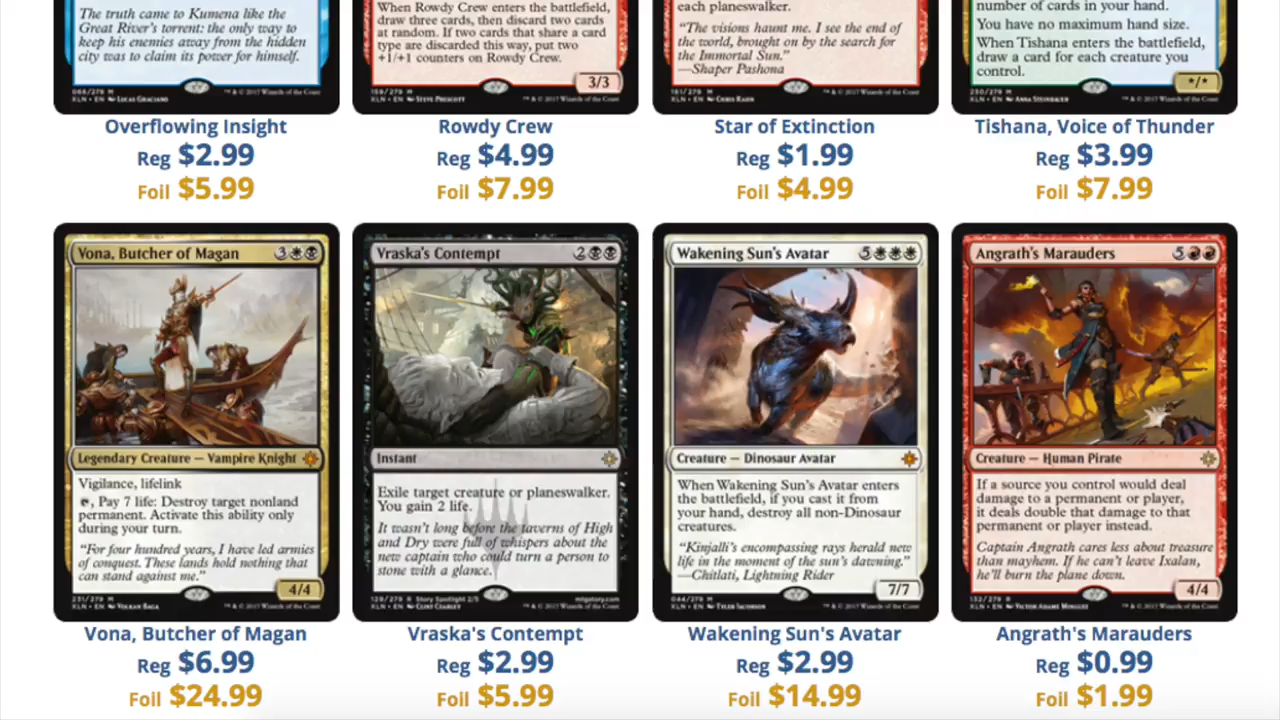 The truth came to Kumena like the
Great River's torrent: the only way to
keep his enemies away from the hidden
city was to claim its power for himself.
When Rowdy Crew enters the battlefield,
draw three cards, then discard two cards
at random. If two cards that share a card
type are discarded this way, put two
+1/+1 counters on Rowdy Crew.
3/3
each planeswalker.
"The visions haunt me. I see the end of
the world, brought on by the search for
the Immortal Sun."
—Shaper Pashona
number of cards in your hand.
You have no maximum hand size.
When Tishana enters the battlefield,
draw a card for each creature you
control.
*/*
Overflowing Insight
Reg $2.99
Foil $5.99
Rowdy Crew
Reg $4.99
Foil $7.99
Star of Extinction
Reg $1.99
Foil $4.99
Tishana, Voice of Thunder
Reg $3.99
Foil $7.99
Vona, Butcher of Magan 3
Legendary Creature — Vampire Knight
Vigilance, lifelink
, Pay 7 life: Destroy target nonland
permanent. Activate this ability only
during your turn.
"For four hundred years, I have led armies
of conquest. These lands hold nothing that
can stand against me."
4/4
Vona, Butcher of Magan
Reg $6.99
Foil $24.99
Vraska's Contempt 2
Instant
Exile target creature or planeswalker.
You gain 2 life.
It wasn't long before the taverns of High
and Dry were full of whispers about the
new captain who could turn a person to
stone with a glance.
Vraska's Contempt
Reg $2.99
Foil $5.99
Wakening Sun's Avatar 5
Creature — Dinosaur Avatar
When Wakening Sun's Avatar enters
the battlefield, if you cast it from
your hand, destroy all non-Dinosaur
creatures.
"Kinjalli's encompassing rays herald new
life in the moment of the sun's dawning."
—Chitlati, Lightning Rider
7/7
Wakening Sun's Avatar
Reg $2.99
Foil $14.99
Angrath's Marauders 5
Creature — Human Pirate
If a source you control would deal
damage to a permanent or player,
it deals double that damage to that
permanent or player instead.
Captain Angrath cares less about treasure
than mayhem. If he can't leave Ixalan,
he'll burn the plane down.
4/4
Angrath's Marauders
Reg $0.99
Foil $1.99